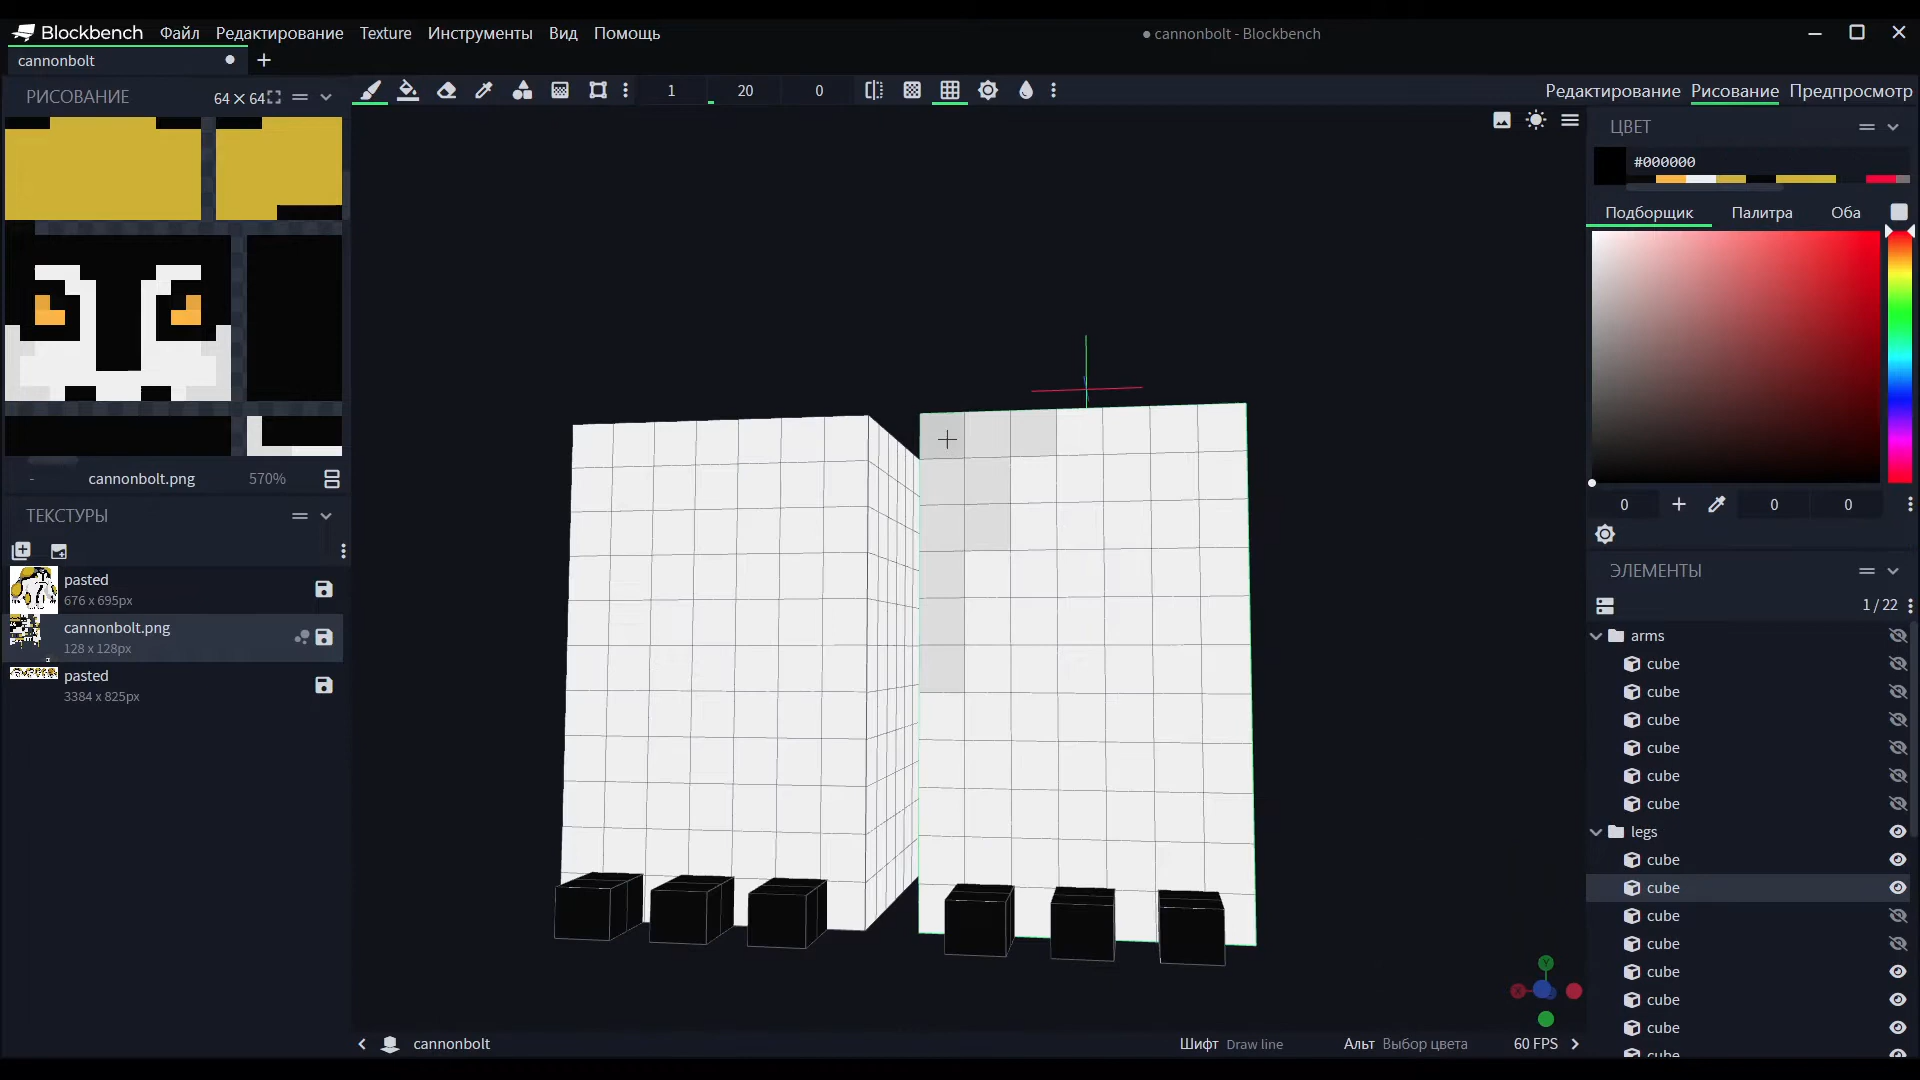 Blockbench
Файл
Редактирование
Texture
Инструменты
Вид
Помощь
cannonbolt - Blockbench
cannonbolt
РИСОВАНИЕ
64 × 64
1
20
0
Редактирование
Рисование
Предпросмотр
ЦВЕТ
#000000
Подборщик
Палитра
Оба
- cannonbolt.png 570%
0
0
0
ТЕКСТУРЫ
pasted
676 x 695px
cannonbolt.png
128 x 128px
pasted
3384 x 825px
ЭЛЕМЕНТЫ
1 / 22
arms
cube
cube
cube
cube
cube
cube
legs
cube
cube
cube
cube
cube
cube
cube
cube
Y
X
cannonbolt
Шифт Draw line
Альт Выбор цвета
60 FPS